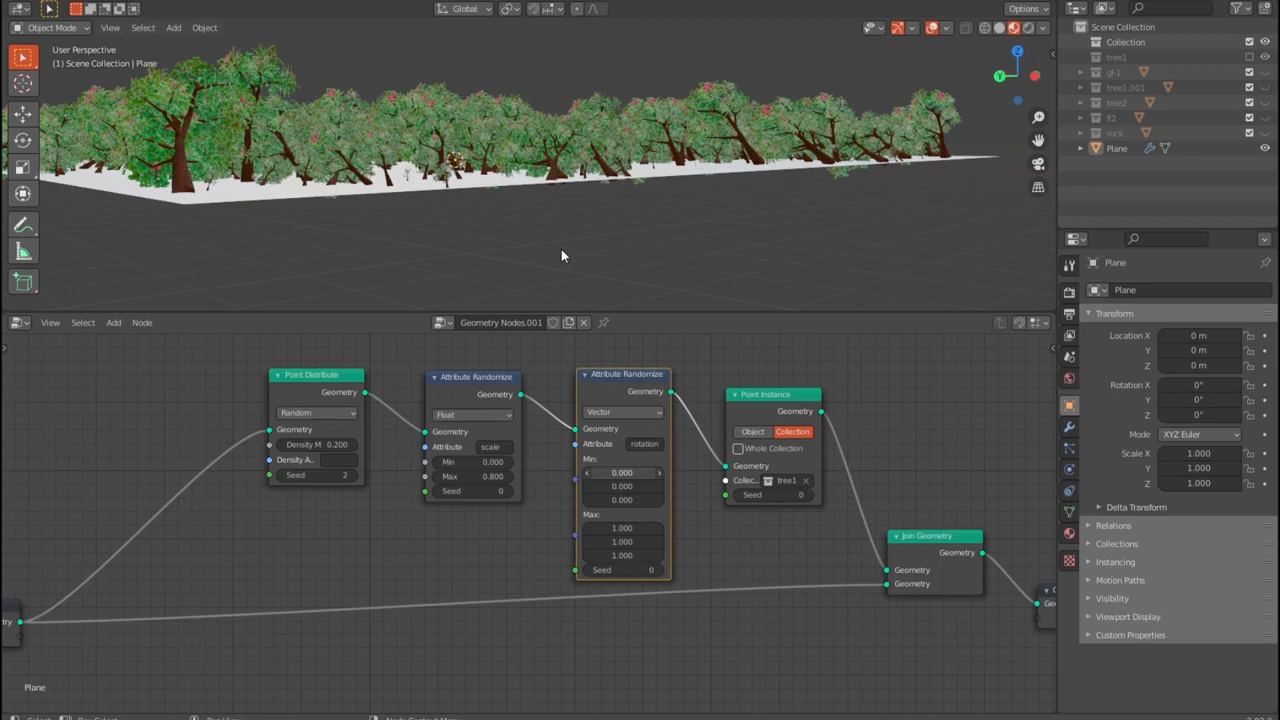 Global
Options
Object Mode
View
Select
Add
Object
User Perspective
(1) Scene Collection | Plane
Z
Y
Scene Collection
Collection
tree1
gl-1
tree1.001
tree2
fl2
rock
Plane
View
Select
Add
Node
Geometry Nodes.001
Point Distribute
Geometry
Random
Geometry
Density M 0.200
Density A..
Seed 2
Attribute Randomize
Geometry
Float
Geometry
Attribute scale
Min 0.000
Max 0.800
Seed 0
Attribute Randomize
Geometry
Vector
Geometry
Attribute rotation
Min:
0.000
0.000
0.000
Max:
1.000
1.000
1.000
Seed 0
Point Instance
Geometry
Object Collection
Whole Collection
Geometry
Collec... tree1
Seed 0
Join Geometry
Geometry
Geometry
Geometry
Plane
Plane
Plane
Transform
Location X 0 m
Y 0 m
Z 0 m
Rotation X 0°
Y 0°
Z 0°
Mode XYZ Euler
Scale X 1.000
Y 1.000
Z 1.000
Delta Transform
Relations
Collections
Instancing
Motion Paths
Visibility
Viewport Display
Custom Properties